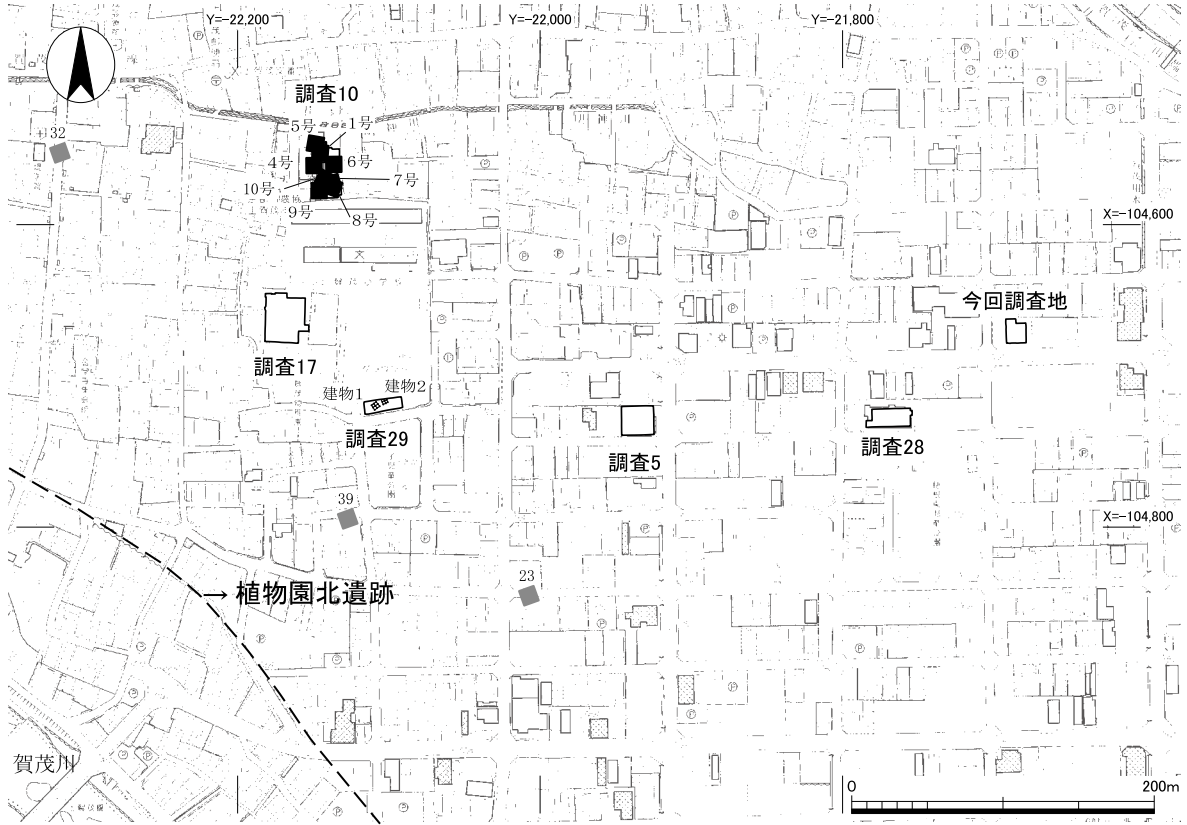 Y=-22,200
Y=-22,000
Y=-21,800
調査10
5号
1号
32
4号
6号
7号
10号
9号
8号
X=-104,600
文
今回調査地
調査17
建物1
建物2
調査29
調査5
調査28
39
X=-104,800
23
→ 植物園北遺跡
賀茂川
0
200m